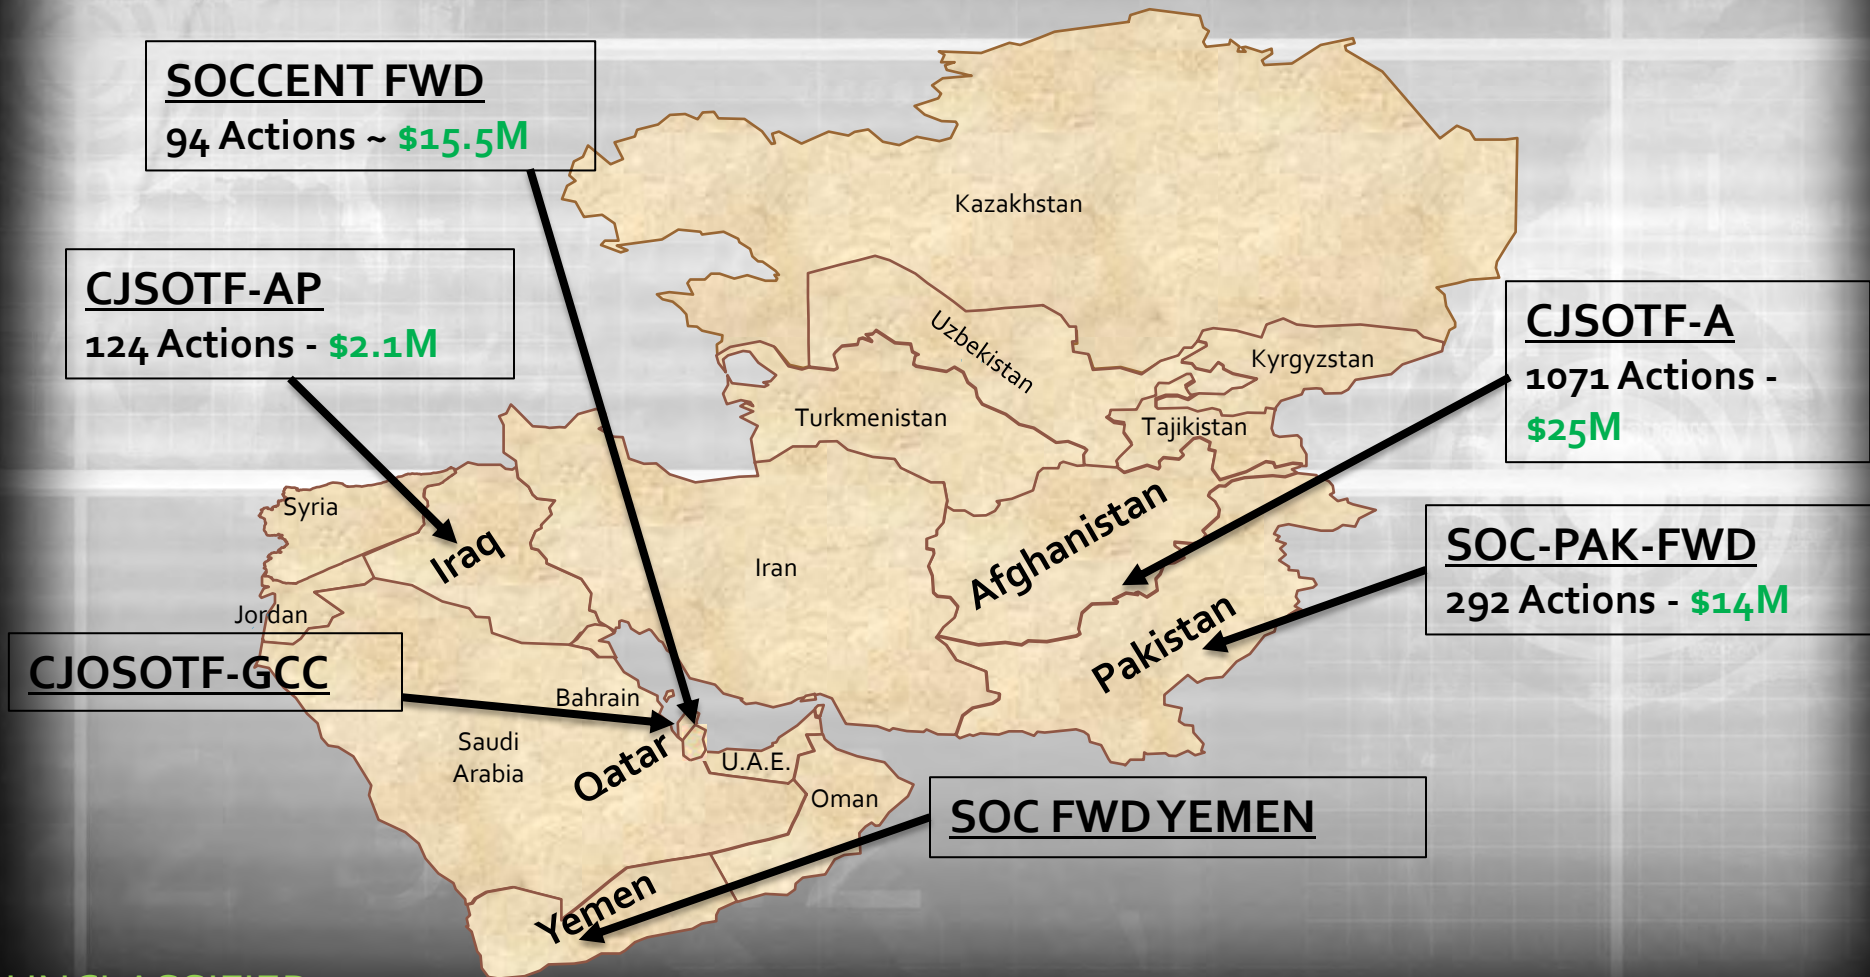 SOCCENT FWD
94 Actions ~ $15.5M
Kazakhstan
CJSOTF-AP
124 Actions - $2.1M
CJSOTF-A
1071 Actions -
$25M
Uzbekistan
Kyrgyzstan
Turkmenistan
Tajikistan
Syria
Iraq
Iran
Afghanistan
SOC-PAK-FWD
292 Actions - $14M
Jordan
Pakistan
CJOSOTF-GCC
Bahrain
Saudi
Arabia
Qatar
U.A.E.
Oman
SOC FWD YEMEN
Yemen
UNCLASSIFIED